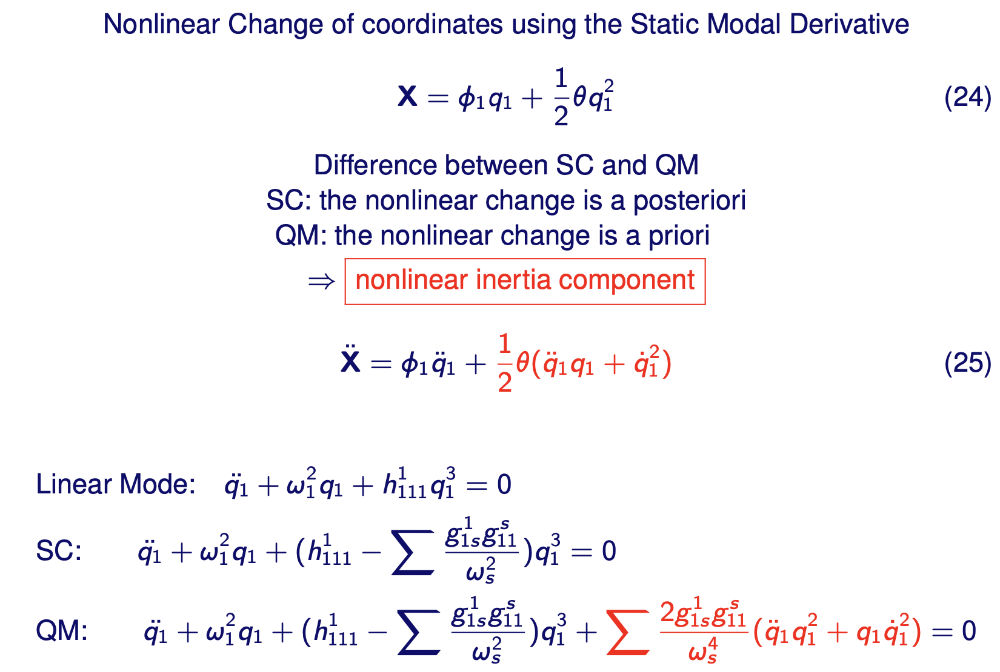 Nonlinear Change of coordinates using the Static Modal Derivative
$\mathbf{X} = \phi_1 q_1 + \frac{1}{2}\theta q_1^2$ (24)
Difference between SC and QM
SC: the nonlinear change is a posteriori
QM: the nonlinear change is a priori
⇒ nonlinear inertia component
$\ddot{\mathbf{X}} = \phi_1 \ddot{q}_1 + \frac{1}{2}\theta(\ddot{q}_1 q_1 + \dot{q}_1^2)$ (25)
Linear Mode: $\ddot{q}_1 + \omega_1^2 q_1 + h_{111}^1 q_1^3 = 0$
SC: $\ddot{q}_1 + \omega_1^2 q_1 + (h_{111}^1 - \sum \frac{g_{1s}^1 g_{11}^s}{\omega_s^2}) q_1^3 = 0$
QM: $\ddot{q}_1 + \omega_1^2 q_1 + (h_{111}^1 - \sum \frac{g_{1s}^1 g_{11}^s}{\omega_s^2}) q_1^3 + \sum \frac{2 g_{1s}^1 g_{11}^s}{\omega_s^4} (\ddot{q}_1 q_1^2 + q_1 \dot{q}_1^2) = 0$